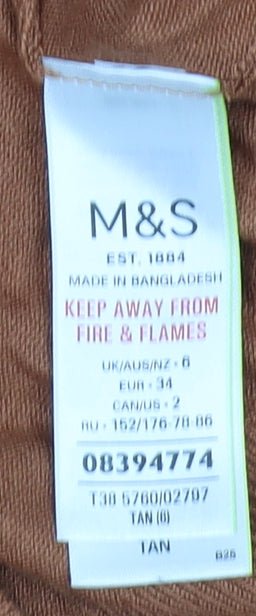 M&S
EST. 1884
MADE IN BANGLADESH
KEEP AWAY FROM
FIRE & FLAMES
UK/AUS/NZ - 6
EUR - 34
CAN/US - 2
RU - 152/176-78-86
08394774
T38 5760/02797
TAN (6)
TAN
B25